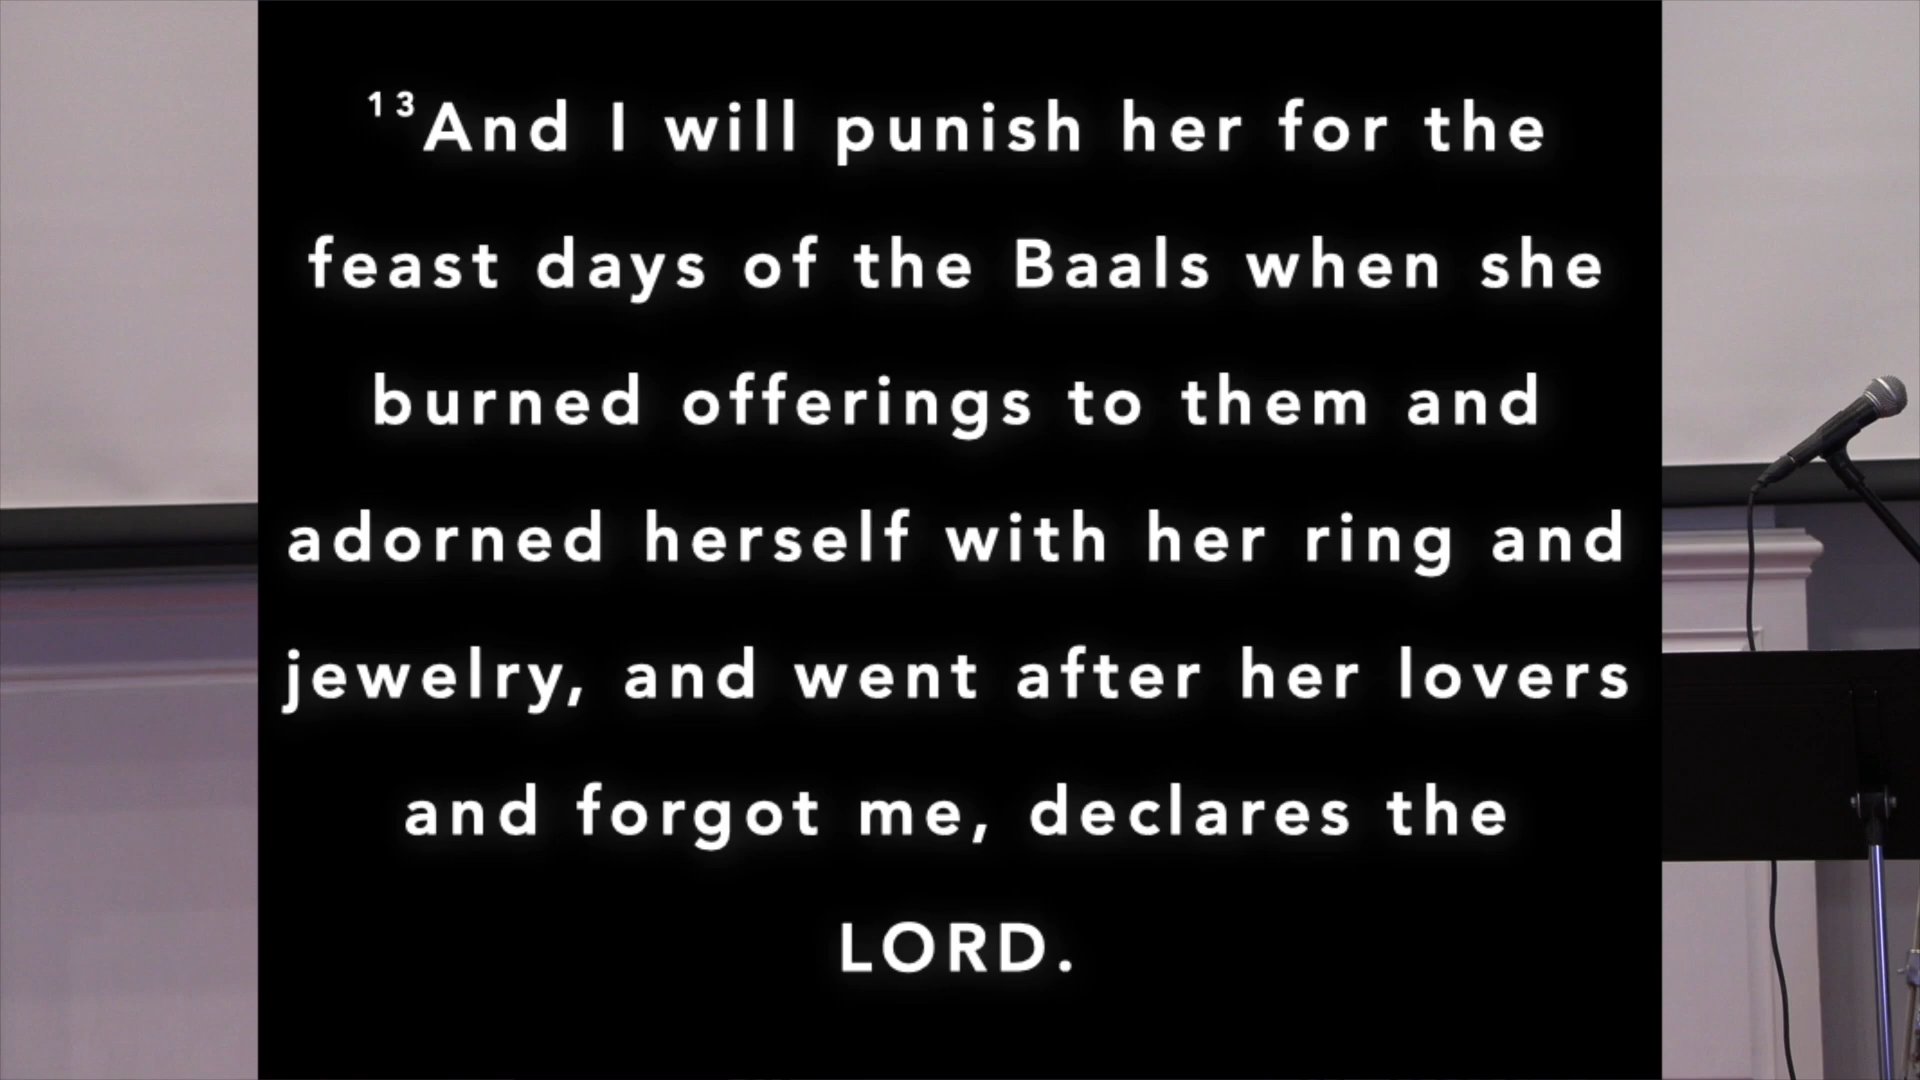 ¹³And I will punish her for the
feast days of the Baals when she
burned offerings to them and
adorned herself with her ring and
jewelry, and went after her lovers
and forgot me, declares the
LORD.